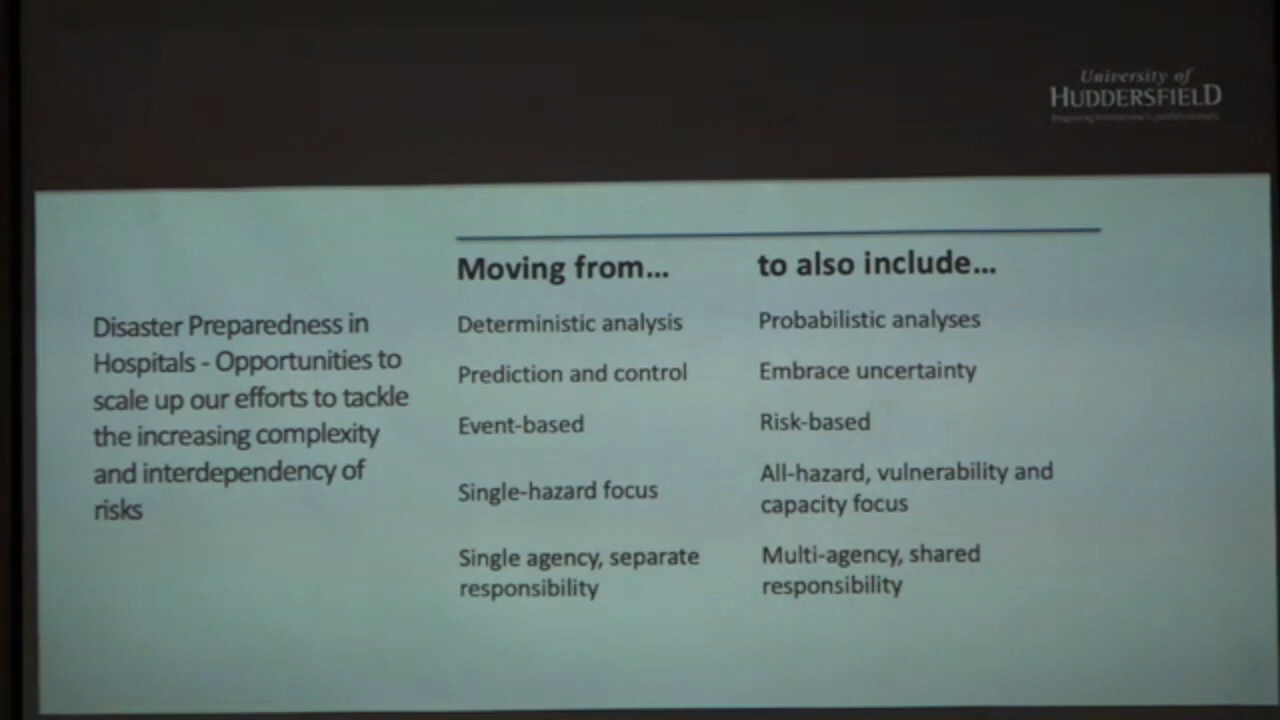 University of
HUDDERSFIELD
Disaster Preparedness in
Hospitals - Opportunities to
scale up our efforts to tackle
the increasing complexity
and interdependency of
risks
Moving from... to also include...
Deterministic analysis Probabilistic analyses
Prediction and control Embrace uncertainty
Event-based Risk-based
Single-hazard focus All-hazard, vulnerability and
capacity focus
Single agency, separate Multi-agency, shared
responsibility responsibility